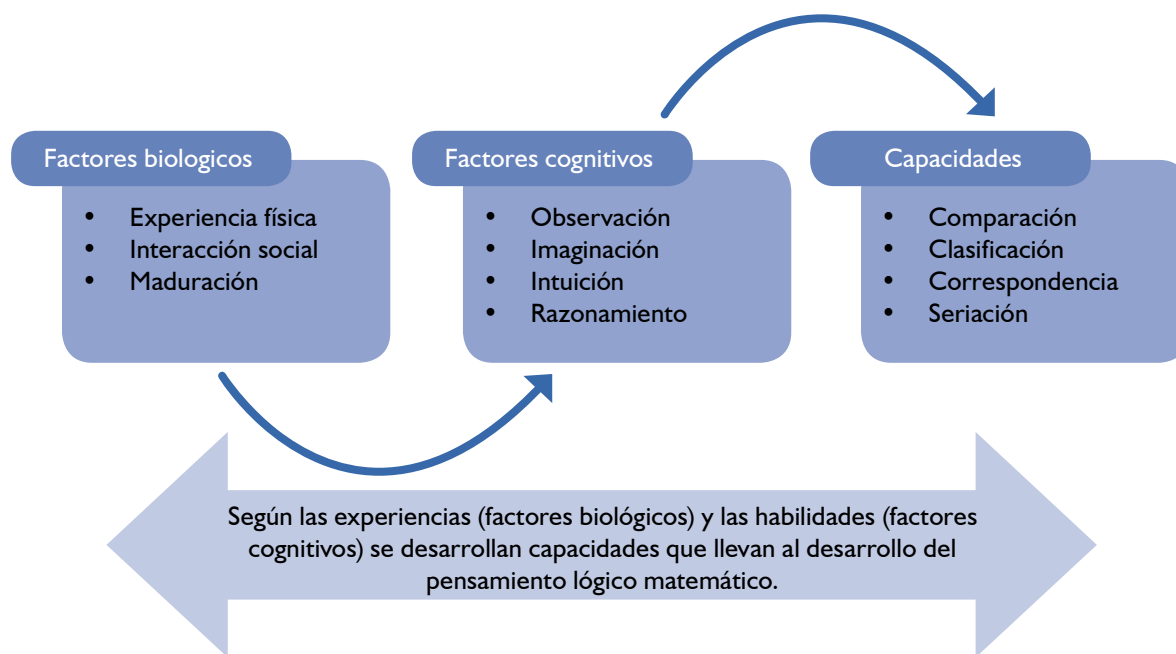 Factores biologicos
• Experiencia física
• Interacción social
• Maduración
Factores cognitivos
• Observación
• Imaginación
• Intuición
• Razonamiento
Capacidades
• Comparación
• Clasificación
• Correspondencia
• Seriación
Según las experiencias (factores biológicos) y las habilidades (factores
cognitivos) se desarrollan capacidades que llevan al desarrollo del
pensamiento lógico matemático.